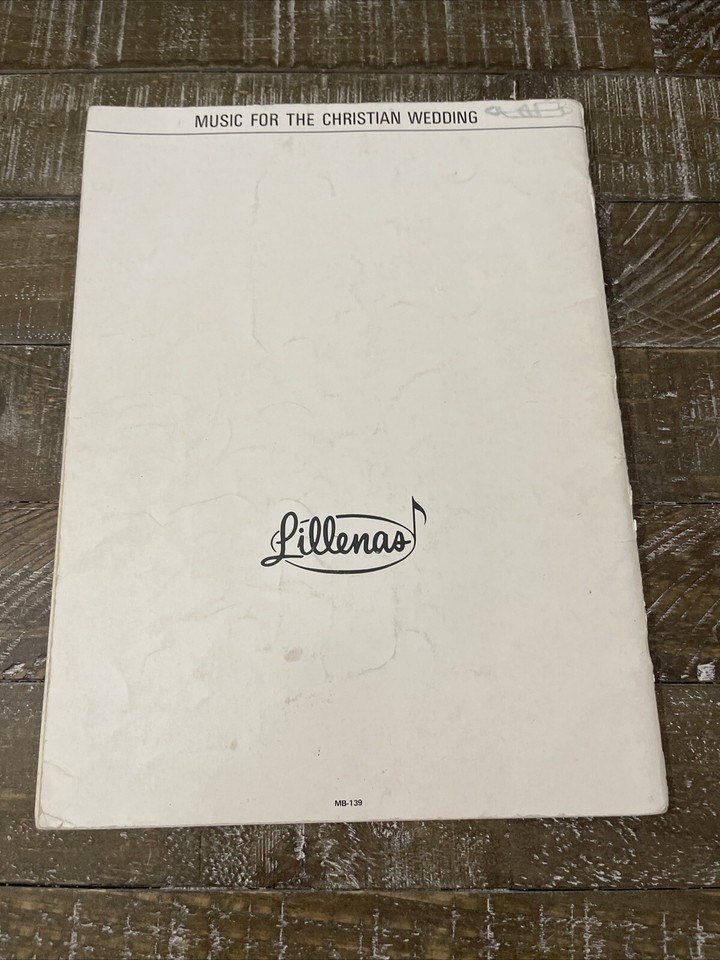 MUSIC FOR THE CHRISTIAN WEDDING
Lillenas
MB-139